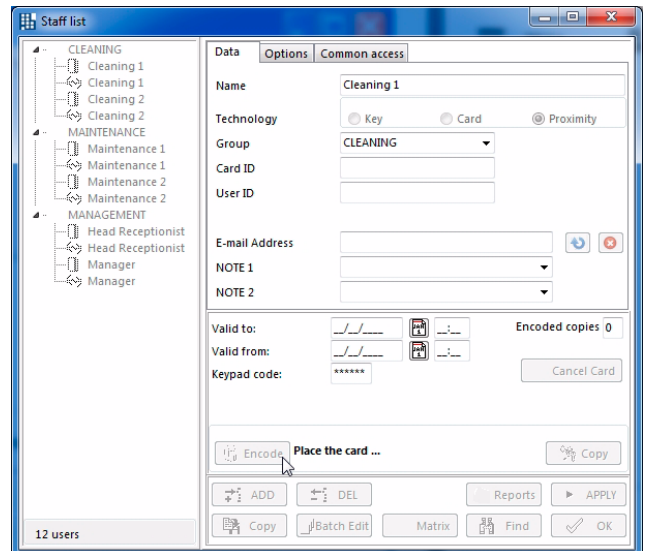 Staff list
CLEANING
Cleaning 1
Cleaning 1
Cleaning 2
Cleaning 2
MAINTENANCE
Maintenance 1
Maintenance 1
Maintenance 2
Maintenance 2
MANAGEMENT
Head Receptionist
Head Receptionist
Manager
Manager
12 users
Data Options Common access
Name Cleaning 1
Technology Key Card Proximity
Group CLEANING
Card ID
User ID
E-mail Address
NOTE 1
NOTE 2
Valid to: __/__/____ __:__ Encoded copies 0
Valid from: __/__/____ __:__
Keypad code: ****** Cancel Card
Encode Place the card ... Copy
ADD DEL Reports APPLY
Copy Batch Edit Matrix Find OK